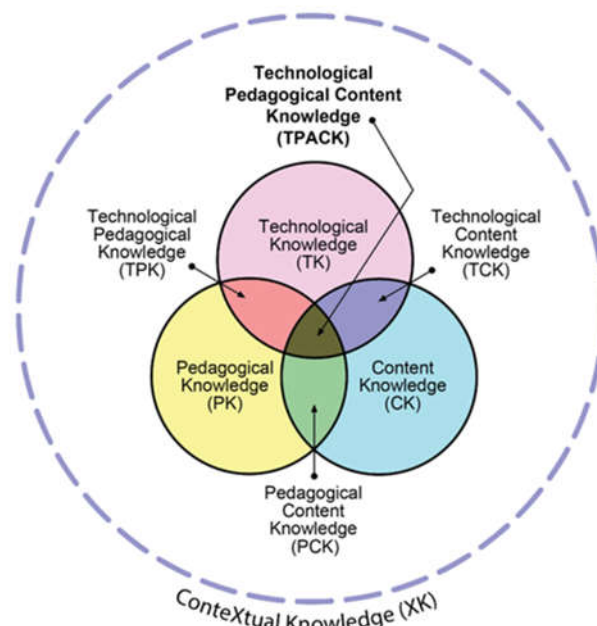 Technological
Pedagogical Content
Knowledge
(TPACK)
Technological
Pedagogical
Knowledge
(TPK)
Technological
Knowledge
(TK)
Technological
Content
Knowledge
(TCK)
Pedagogical
Knowledge
(PK)
Content
Knowledge
(CK)
Pedagogical
Content
Knowledge
(PCK)
ConteXtual Knowledge (XK)